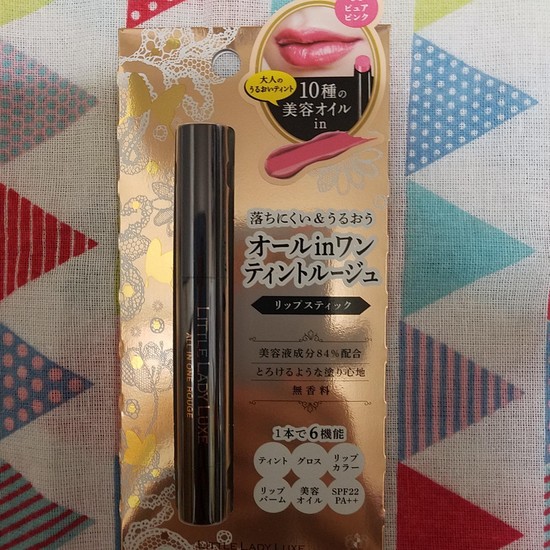 ピュア
ピンク
大人の
うるおいティント
10種の
美容オイル
in
落ちにくい&うるおう
オールinワン
ティントルージュ
リップスティック
美容液成分84%配合
とろけるような塗り心地
無香料
1本で6機能
ティント
グロス
リップ
カラー
リップ
バーム
美容
オイル
SPF22
PA++
LITTLE LADY LUXE
ALL IN ONE ROUGE
LITTLE LADY LUXE